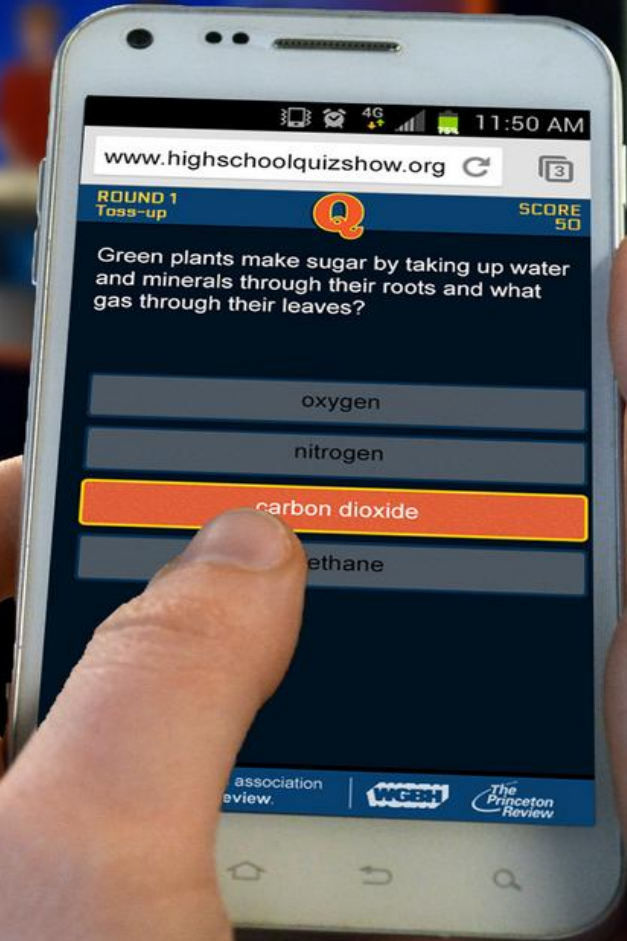 4G 11:50 AM
www.highschoolquizshow.org 3
ROUND 1
Toss-up
Q
SCORE
50
Green plants make sugar by taking up water
and minerals through their roots and what
gas through their leaves?
oxygen
nitrogen
carbon dioxide
ethane
association
eview.
WGBH
The
Princeton
Review